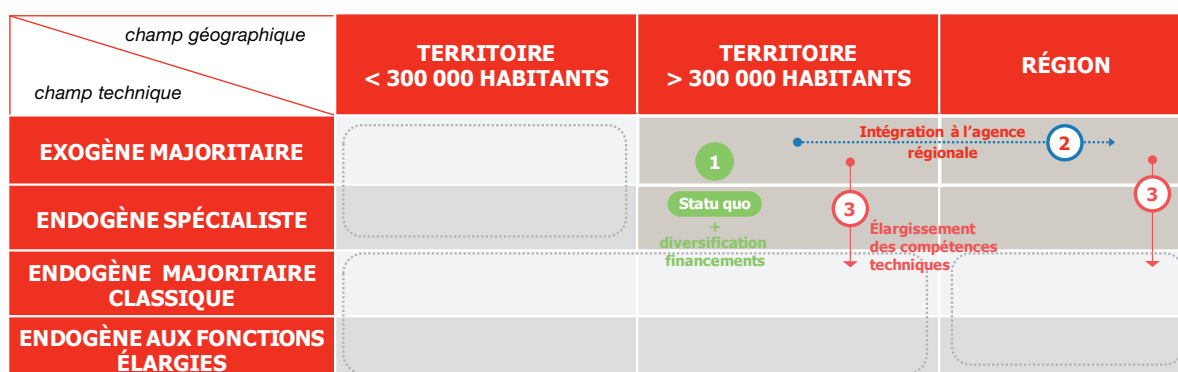 champ géographique
champ technique
TERRITOIRE
< 300 000 HABITANTS
TERRITOIRE
> 300 000 HABITANTS
RÉGION
EXOGÈNE MAJORITAIRE
1
Intégration à l'agence
régionale
2
ENDOGÈNE SPÉCIALISTE
Statu quo
+
diversification
financements
3
Élargissement
des compétences
techniques
3
ENDOGÈNE MAJORITAIRE
CLASSIQUE
ENDOGÈNE AUX FONCTIONS
ÉLARGIES